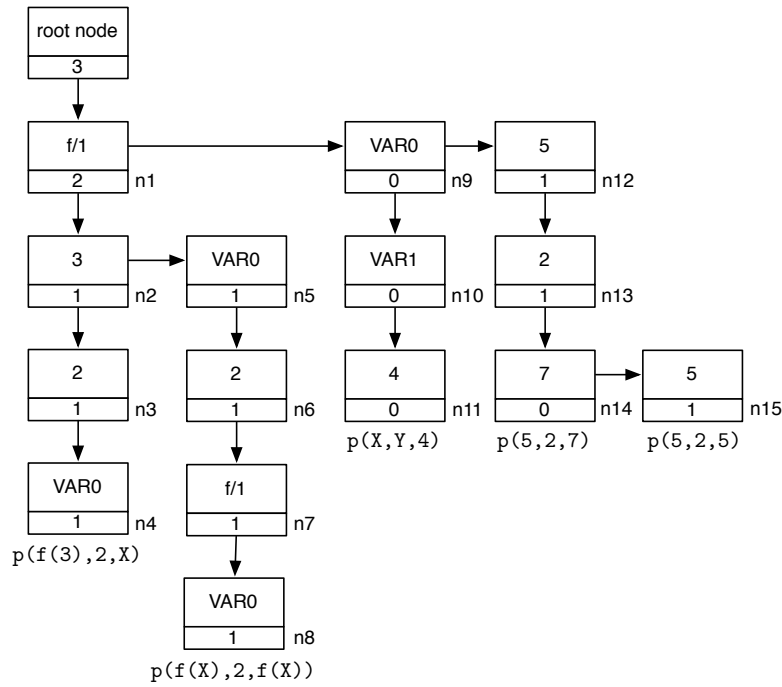 root node
3
f/1
2
n1
VAR0
0
n9
5
1
n12
3
1
n2
VAR0
1
n5
VAR1
0
n10
2
1
n13
2
1
n3
2
1
n6
4
0
n11
7
0
n14
5
1
n15
p(X,Y,4)
p(5,2,7)
p(5,2,5)
VAR0
1
n4
f/1
1
n7
p(f(3),2,X)
VAR0
1
n8
p(f(X),2,f(X))